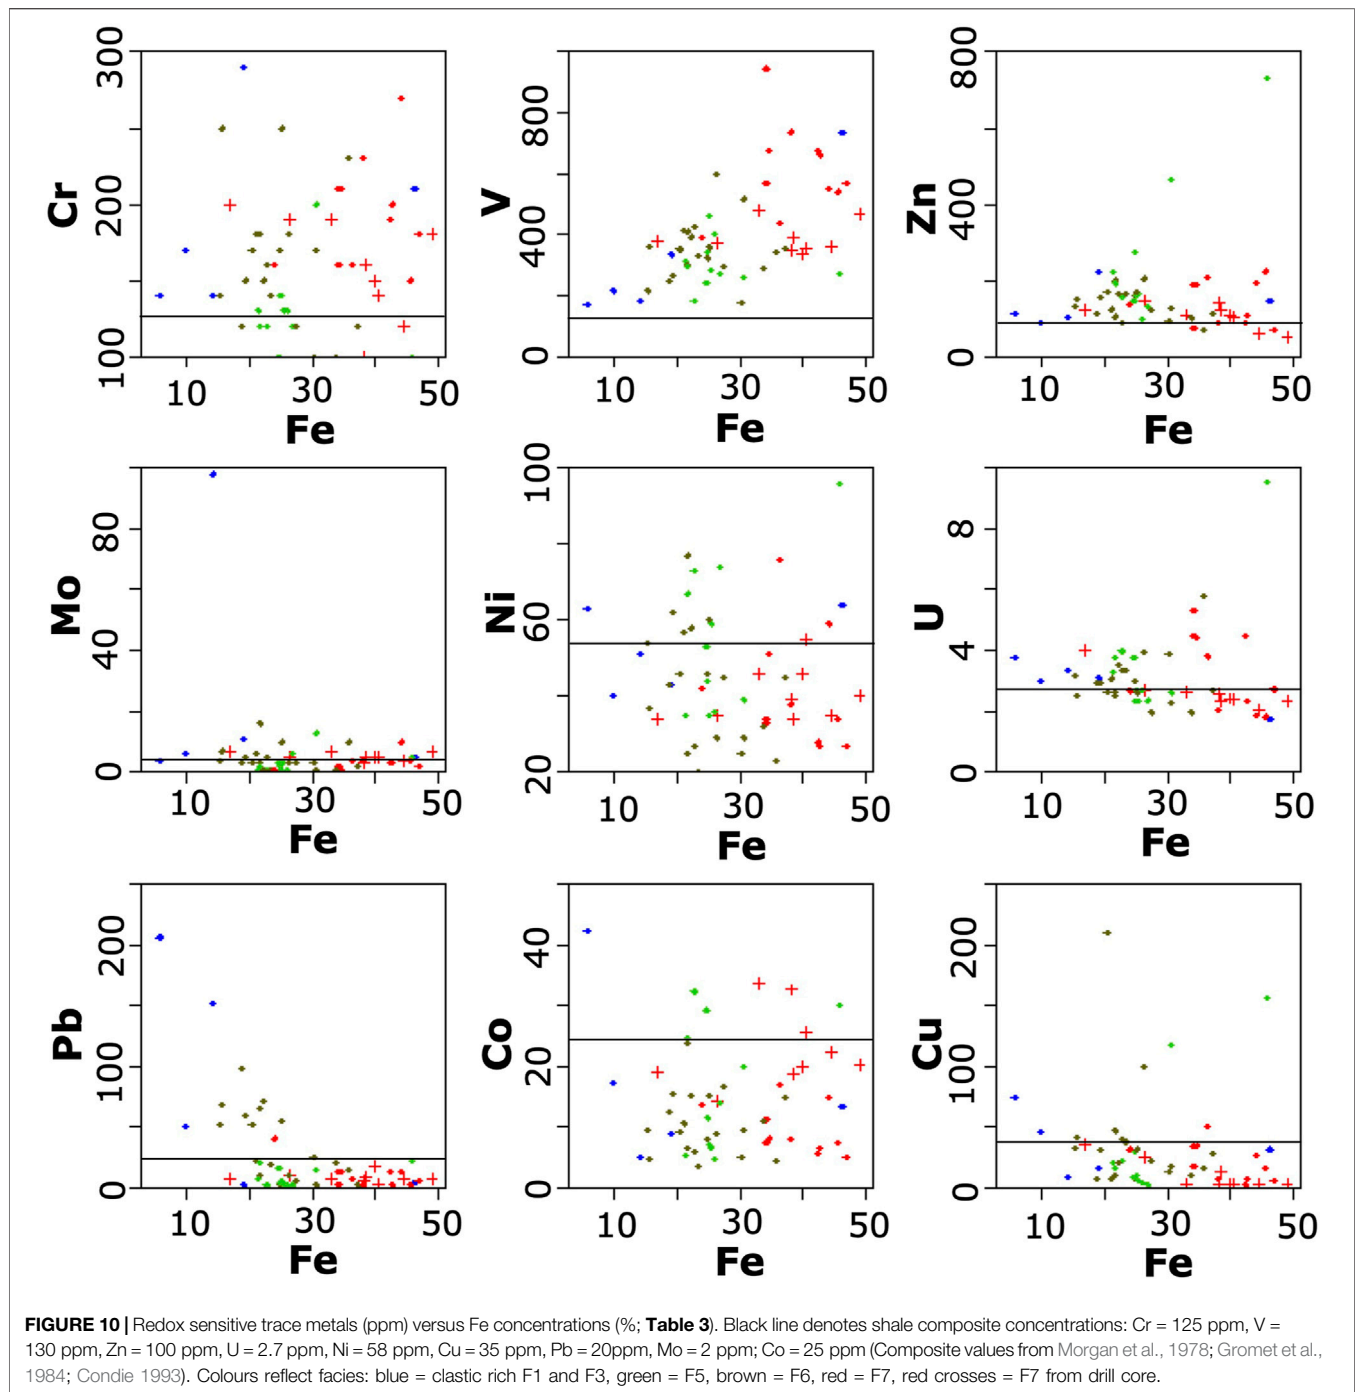 300
200
100
Cr
10
30
50
Fe
800
400
0
V
10
30
50
Fe
800
400
0
Zn
10
30
50
Fe
80
40
0
Mo
10
30
50
Fe
100
60
20
Ni
10
30
50
Fe
8
4
0
U
10
30
50
Fe
200
100
0
Pb
10
30
50
Fe
40
20
0
Co
10
30
50
Fe
200
100
0
Cu
10
30
50
Fe
FIGURE 10 | Redox sensitive trace metals (ppm) versus Fe concentrations (%; Table 3). Black line denotes shale composite concentrations: Cr = 125 ppm, V =
130 ppm, Zn = 100 ppm, U = 2.7 ppm, Ni = 58 ppm, Cu = 35 ppm, Pb = 20ppm, Mo = 2 ppm; Co = 25 ppm (Composite values from Morgan et al., 1978; Gromet et al.,
1984; Condie 1993). Colours reflect facies: blue = clastic rich F1 and F3, green = F5, brown = F6, red = F7, red crosses = F7 from drill core.